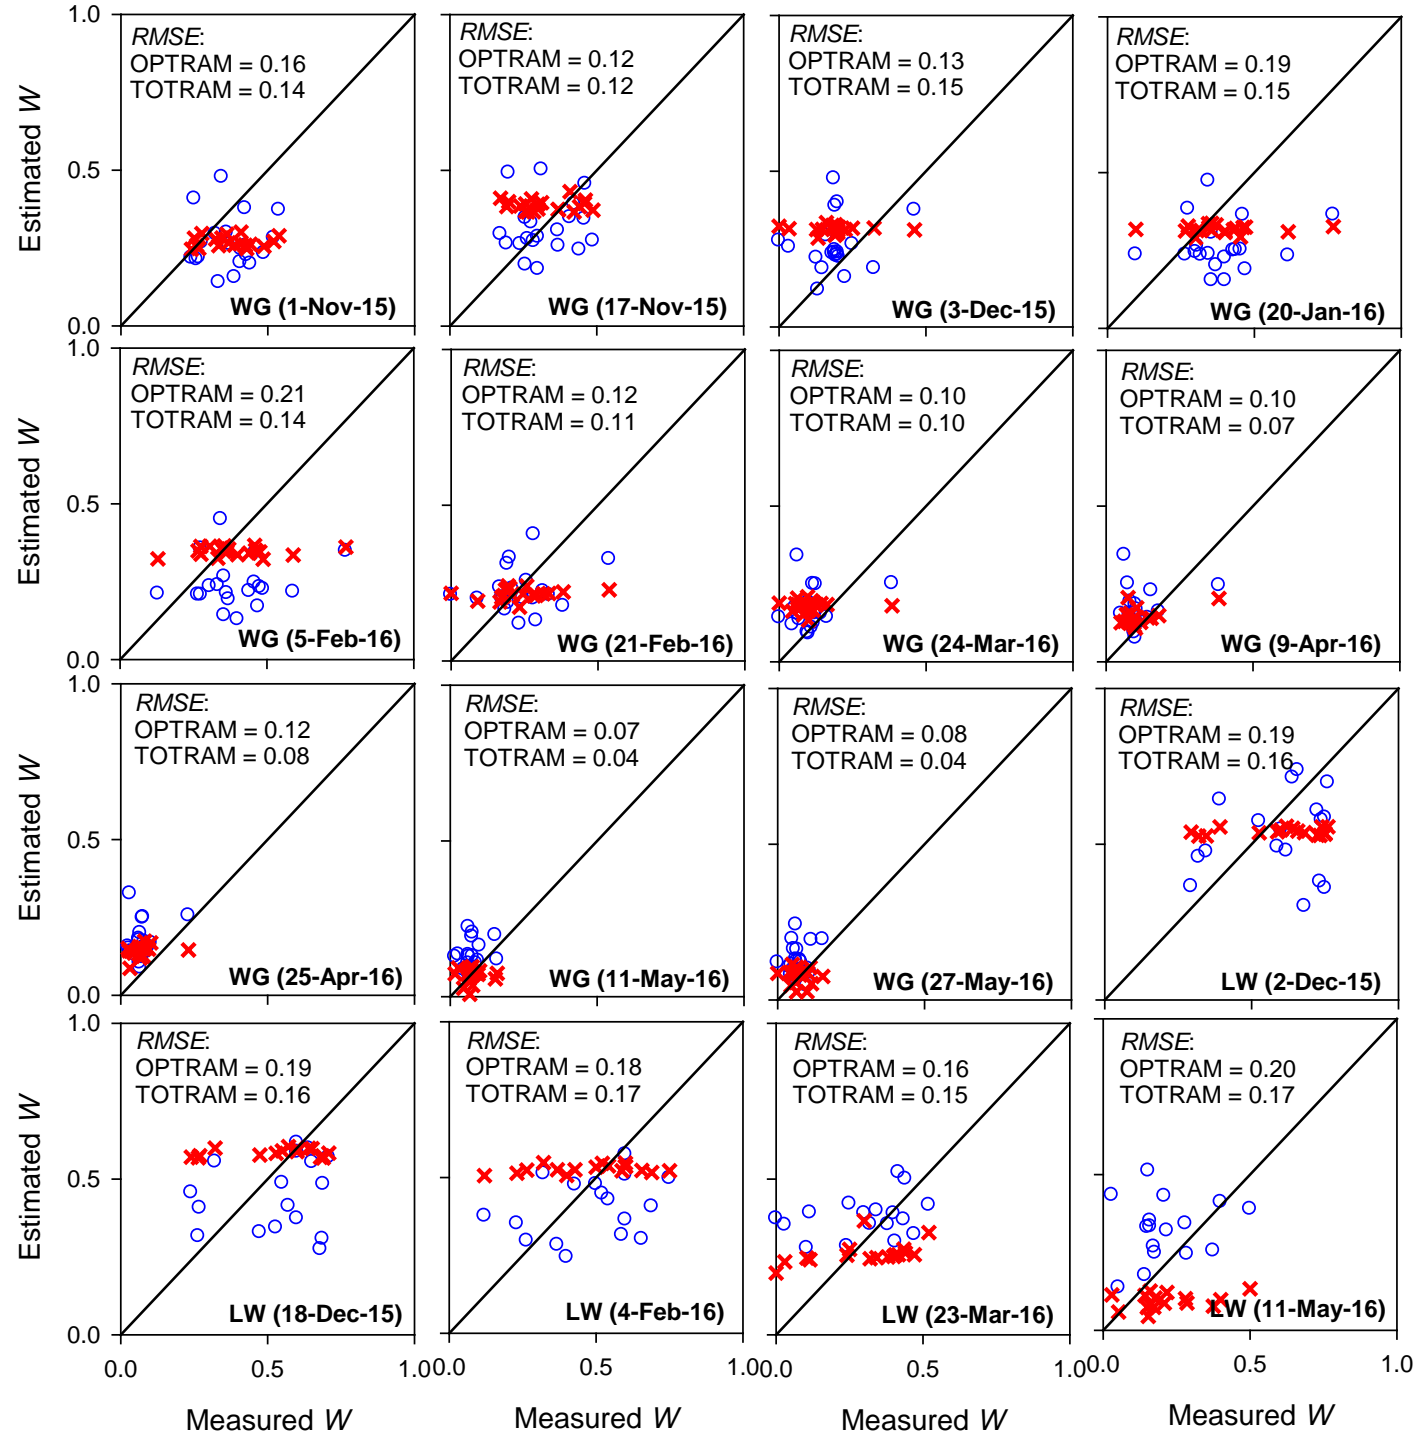 1.0
RMSE:
OPTRAM = 0.16
TOTRAM = 0.14
0.5
Estimated W
0.0
WG (1-Nov-15)
RMSE:
OPTRAM = 0.12
TOTRAM = 0.12
WG (17-Nov-15)
RMSE:
OPTRAM = 0.13
TOTRAM = 0.15
WG (3-Dec-15)
RMSE:
OPTRAM = 0.19
TOTRAM = 0.15
WG (20-Jan-16)
1.0
RMSE:
OPTRAM = 0.21
TOTRAM = 0.14
0.5
Estimated W
0.0
WG (5-Feb-16)
RMSE:
OPTRAM = 0.12
TOTRAM = 0.11
WG (21-Feb-16)
RMSE:
OPTRAM = 0.10
TOTRAM = 0.10
WG (24-Mar-16)
RMSE:
OPTRAM = 0.10
TOTRAM = 0.07
WG (9-Apr-16)
1.0
RMSE:
OPTRAM = 0.12
TOTRAM = 0.08
0.5
Estimated W
0.0
WG (25-Apr-16)
RMSE:
OPTRAM = 0.07
TOTRAM = 0.04
WG (11-May-16)
RMSE:
OPTRAM = 0.08
TOTRAM = 0.04
WG (27-May-16)
RMSE:
OPTRAM = 0.19
TOTRAM = 0.16
LW (2-Dec-15)
1.0
RMSE:
OPTRAM = 0.19
TOTRAM = 0.16
0.5
Estimated W
0.0
LW (18-Dec-15)
RMSE:
OPTRAM = 0.18
TOTRAM = 0.17
LW (4-Feb-16)
RMSE:
OPTRAM = 0.16
TOTRAM = 0.15
LW (23-Mar-16)
RMSE:
OPTRAM = 0.20
TOTRAM = 0.17
LW (11-May-16)
0.0 0.5 1.0
0.0 0.5 1.0
0.0 0.5 1.0
0.0 0.5 1.0
Measured W
Measured W
Measured W
Measured W